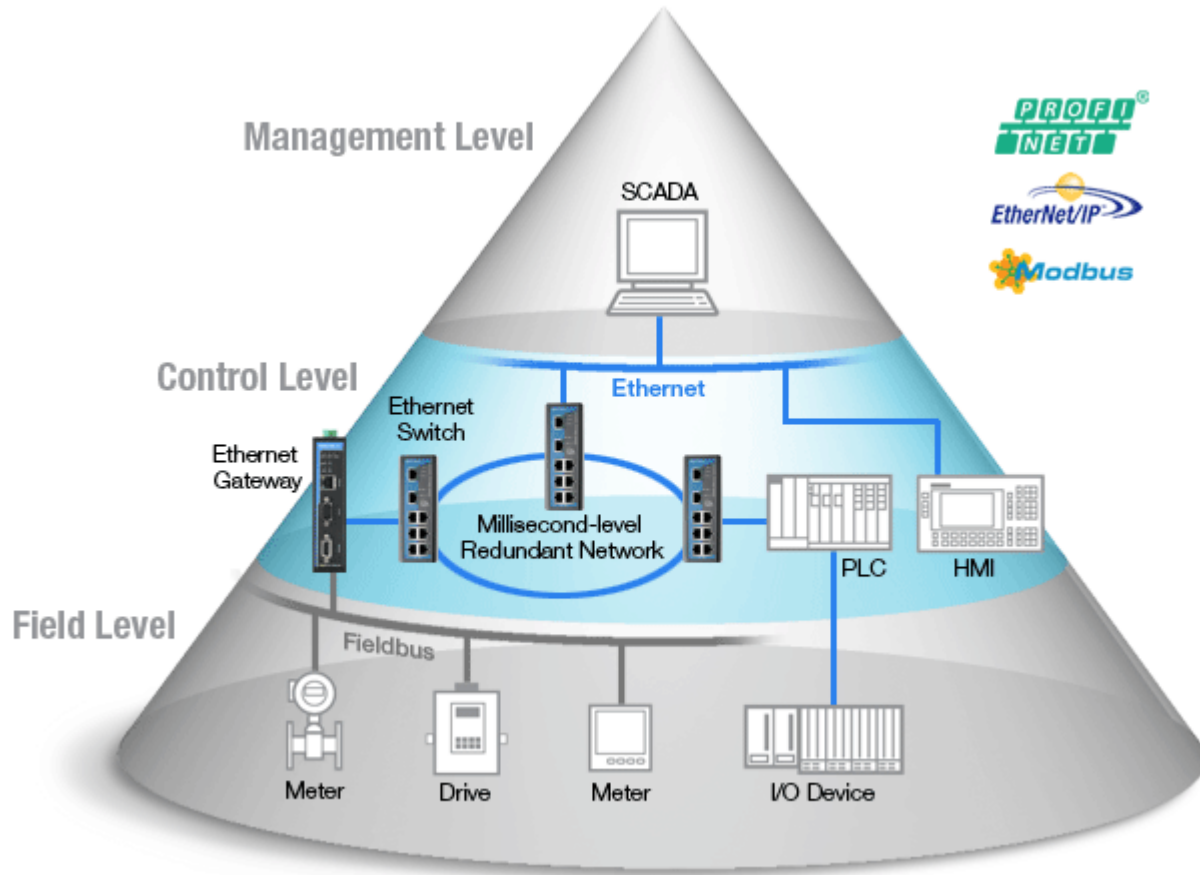 Management Level
PROFI
NET
®
SCADA
EtherNet/IP
Modbus
Control Level
Ethernet
Ethernet
Switch
Ethernet
Gateway
Millisecond-level
Redundant Network
PLC
HMI
Field Level
Fieldbus
Meter
Drive
Meter
I/O Device